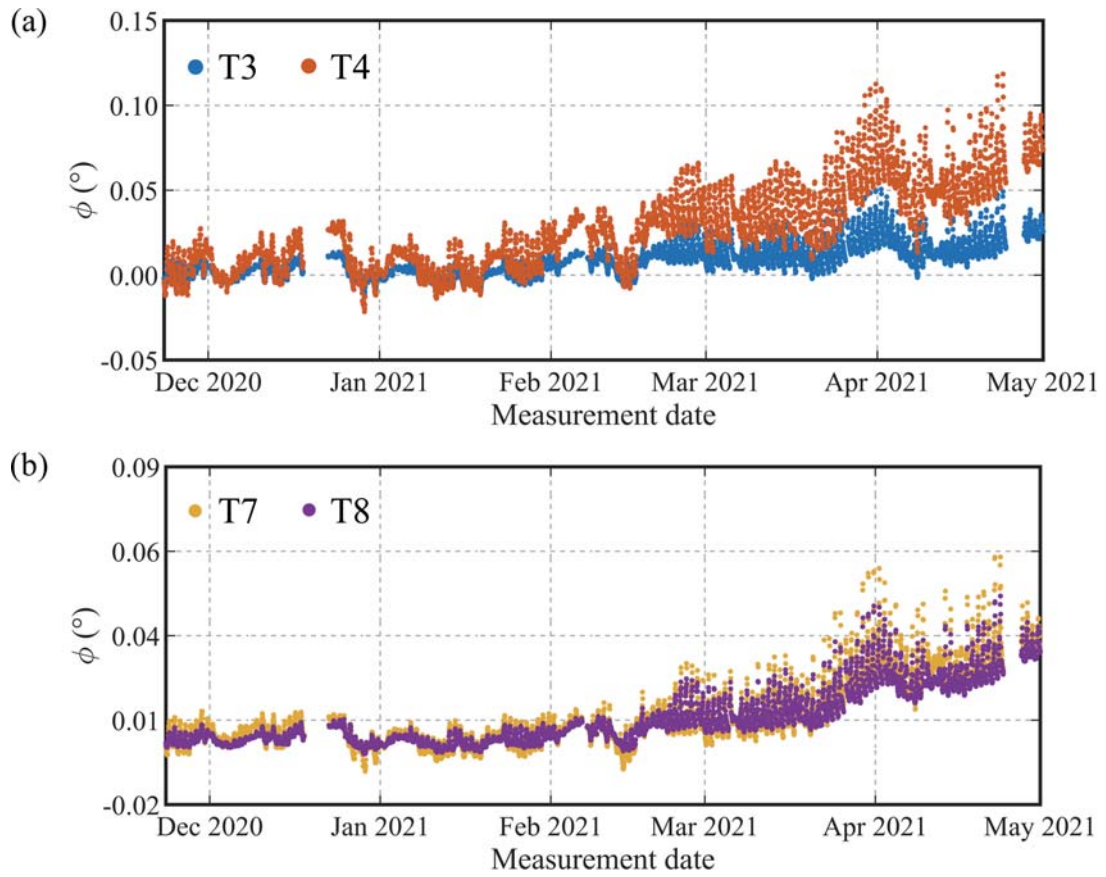 (a)
0.15
T3 T4
0.10
0.05
0.00
-0.05
ϕ (°)
Dec 2020 Jan 2021 Feb 2021 Mar 2021 Apr 2021 May 2021
Measurement date
(b)
0.09
T7 T8
0.06
0.04
0.01
-0.02
ϕ (°)
Dec 2020 Jan 2021 Feb 2021 Mar 2021 Apr 2021 May 2021
Measurement date